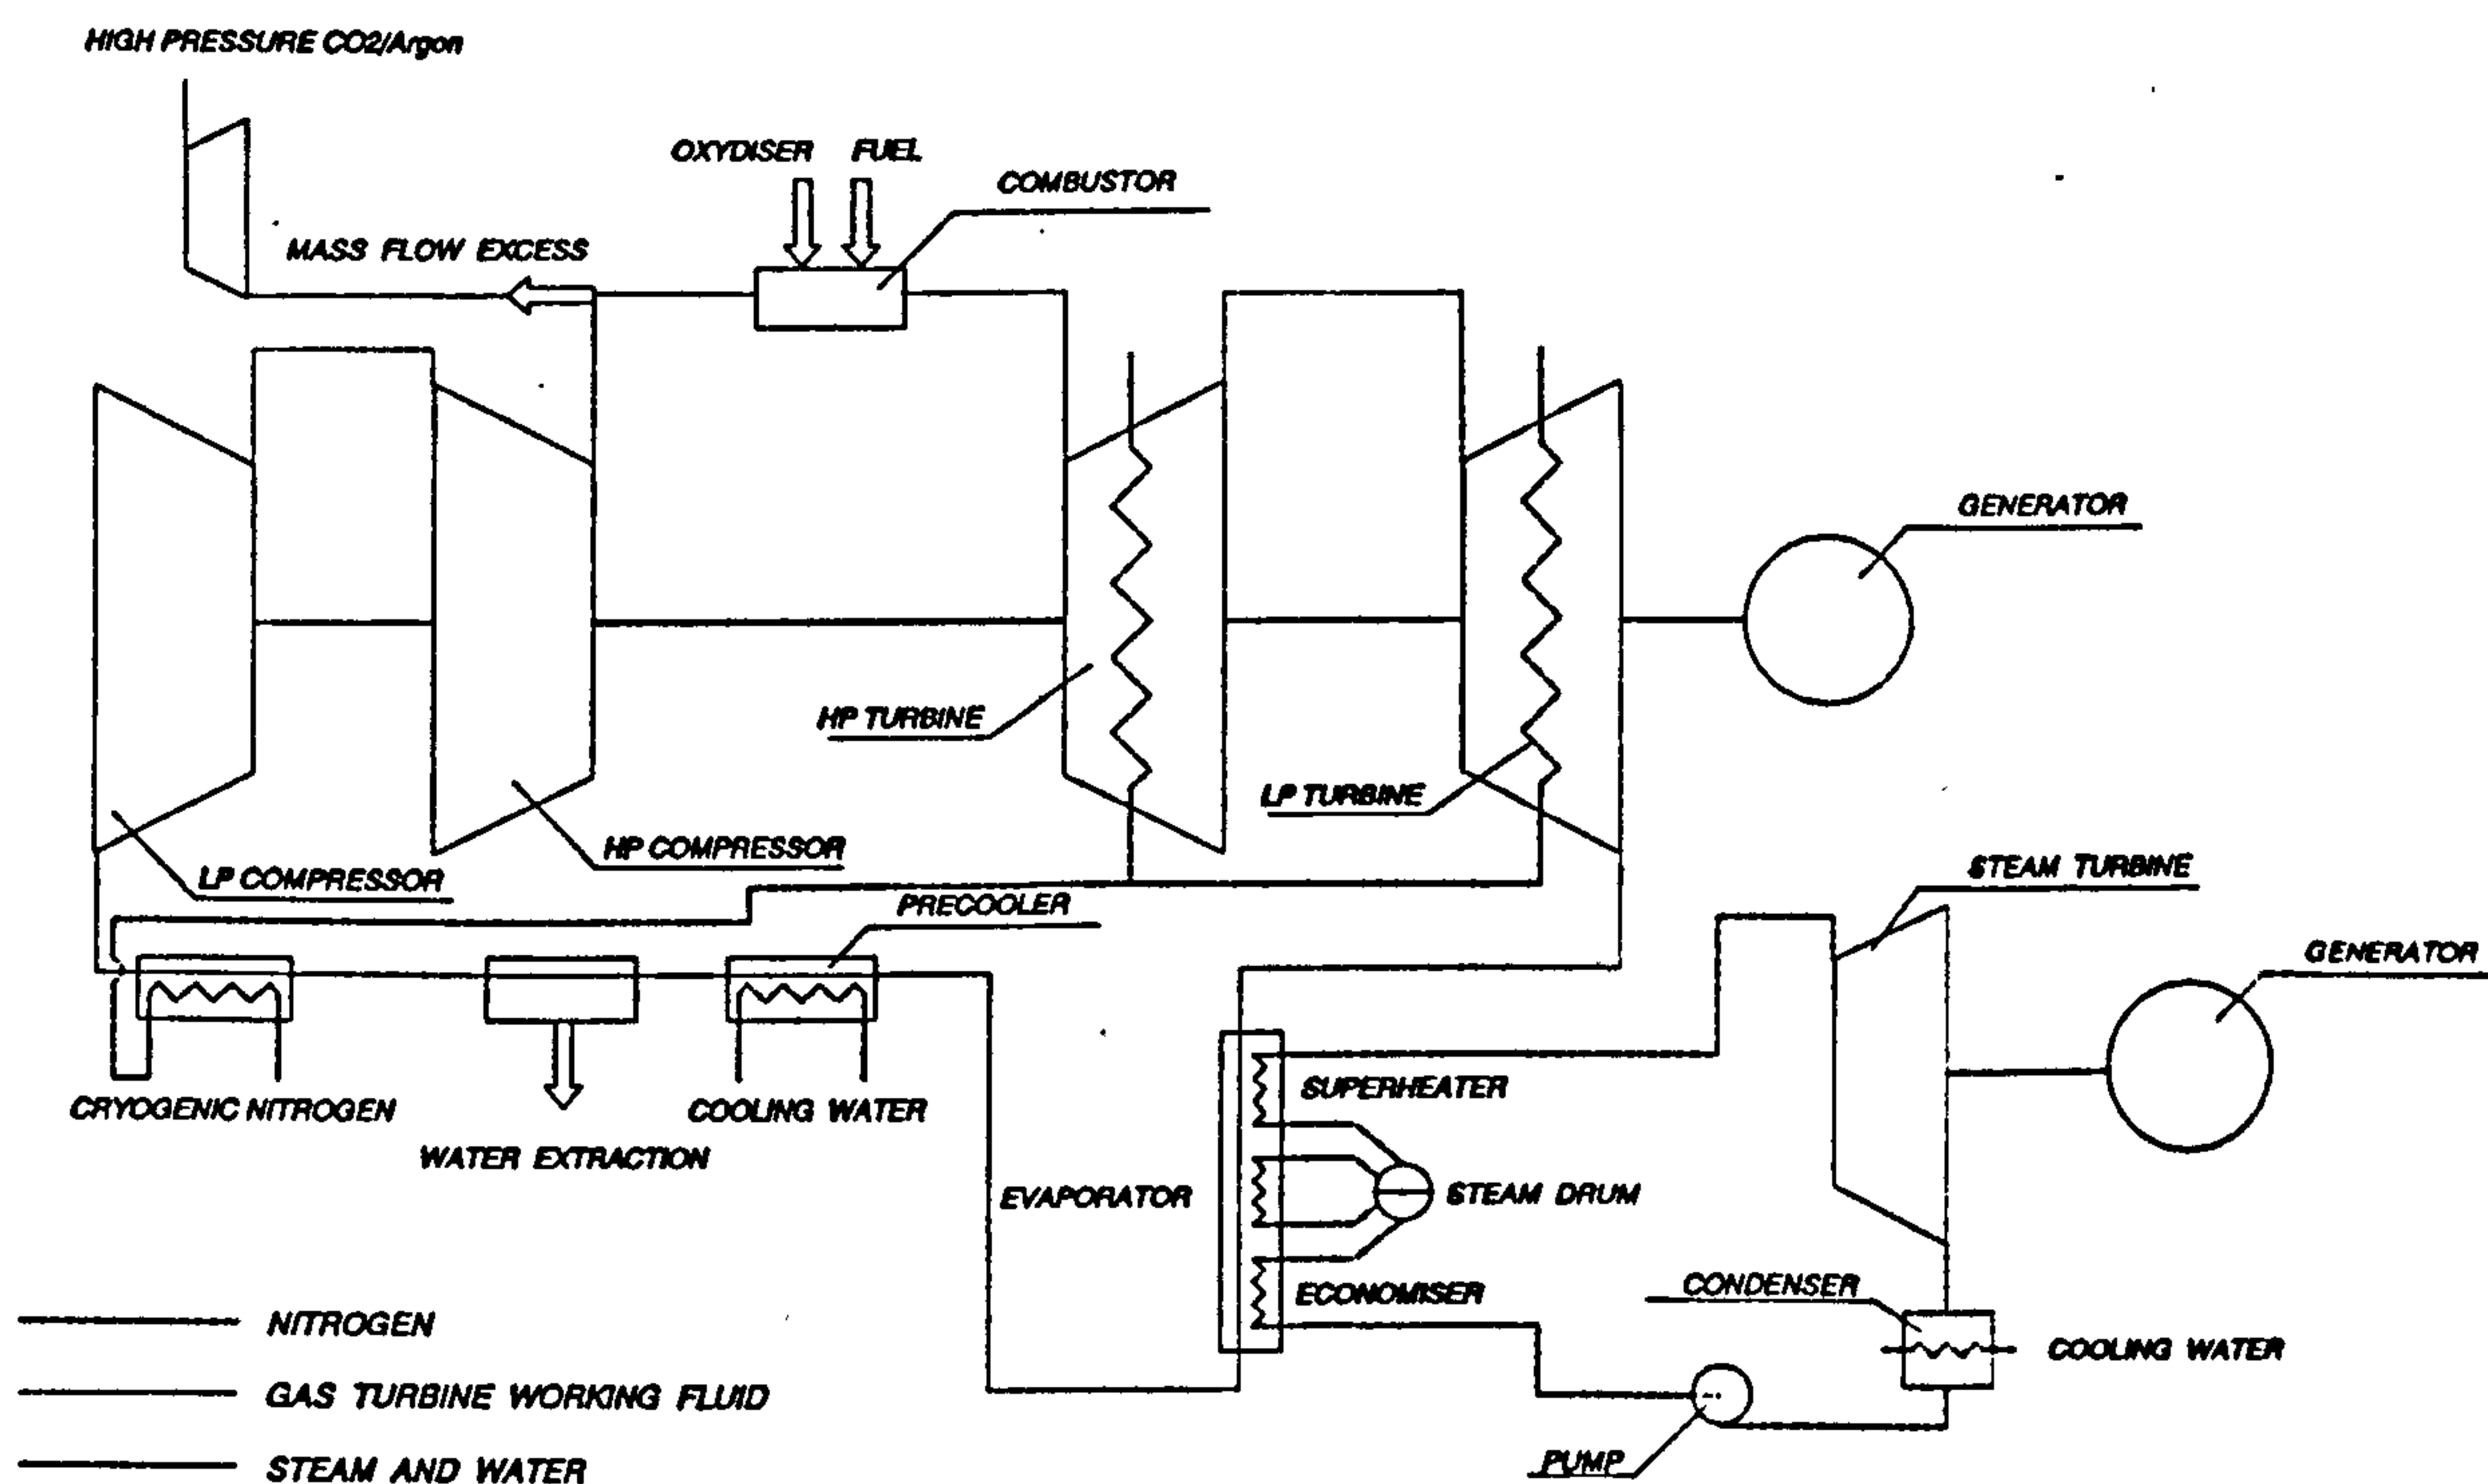 HIGH PRESSURE CO2/Argon
OXYDISER FUEL
COMBUSTOR
MASS FLOW EXCESS
GENERATOR
HP TURBINE
LP TURBINE
HP COMPRESSOR
LP COMPRESSOR
STEAM TURBINE
PRECOOLER
GENERATOR
SUPERHEATER
CRYOGENIC NITROGEN
COOLING WATER
WATER EXTRACTION
EVAPORATOR
STEAM DRUM
CONDENSER
ECONOMISER
NITROGEN
COOLING WATER
GAS TURBINE WORKING FLUID
PUMP
STEAM AND WATER